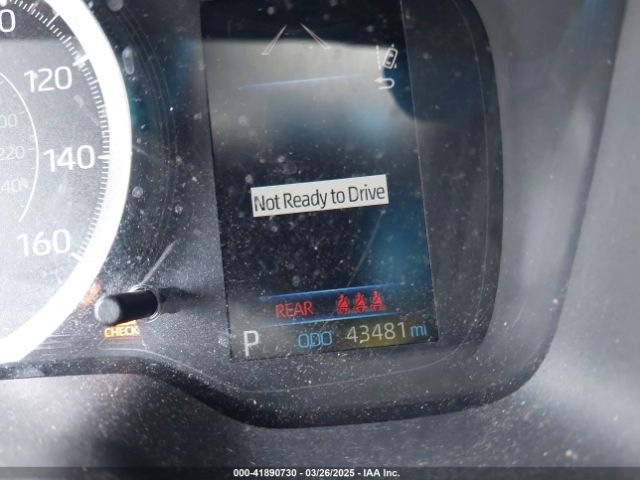 120
140
160
220
Not Ready to Drive
REAR
CHECK
P ODO 43481 mi
000-41890730 - 03/26/2025 - IAA Inc.